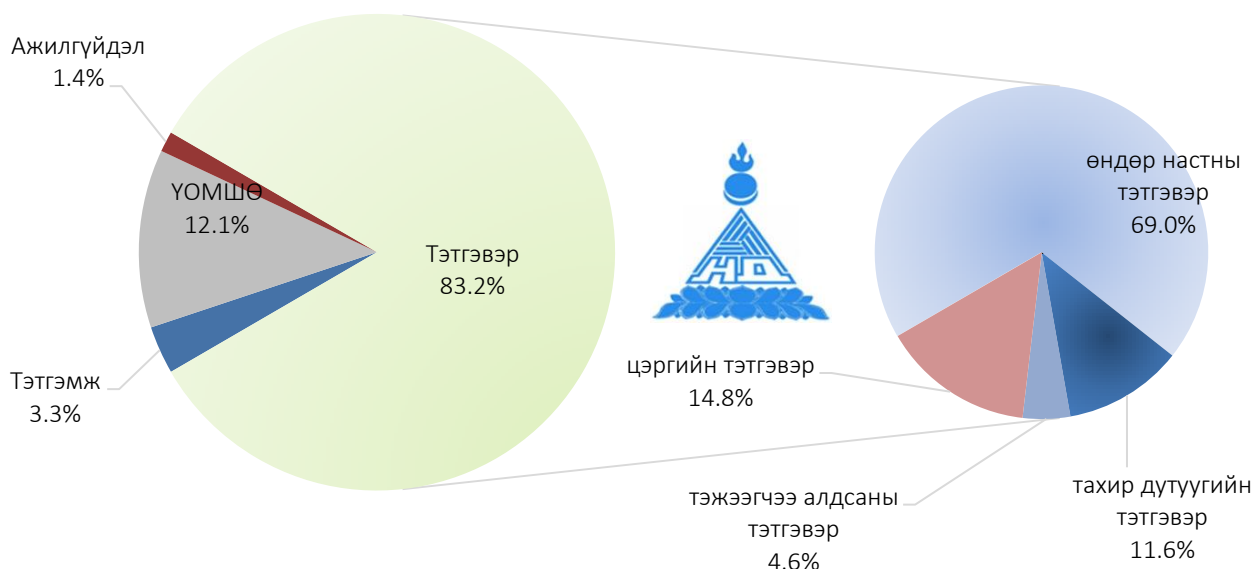 Ажилгүйдэл
1.4%
ҮОМШӨ
12.1%
Тэтгэвэр
83.2%
Тэтгэмж
3.3%
өндөр настны
тэтгэвэр
69.0%
цэргийн тэтгэвэр
14.8%
тэжээгчээ алдсаны
тэтгэвэр
4.6%
тахир дутуугийн
тэтгэвэр
11.6%
НД